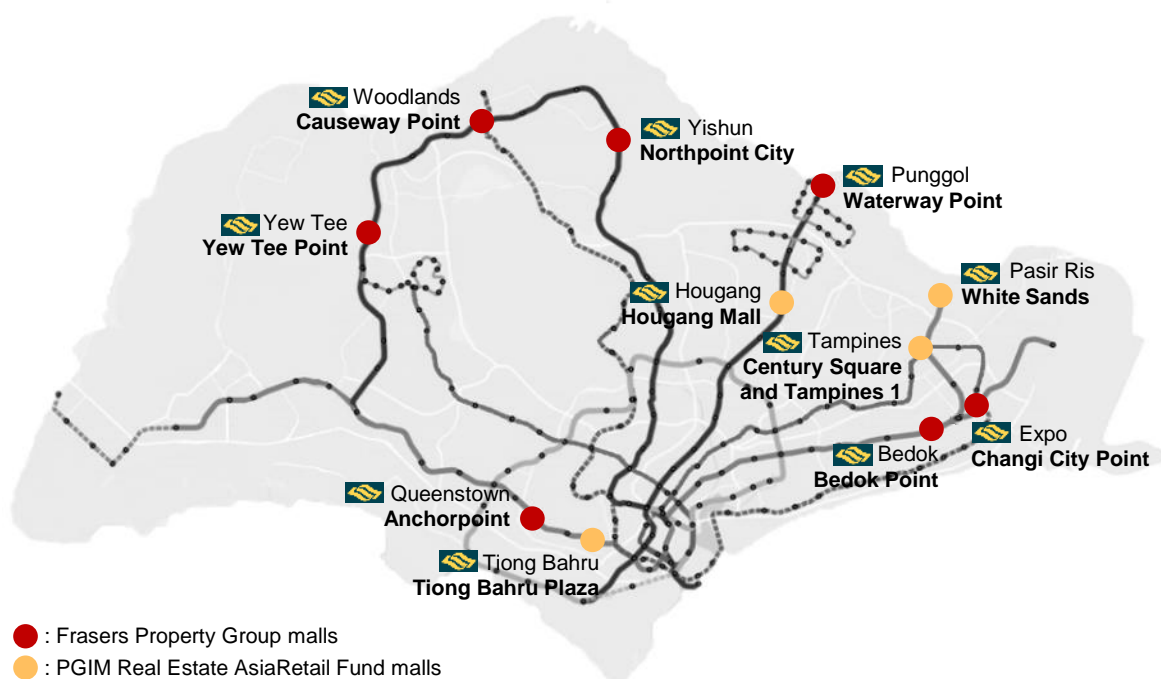 Woodlands
Causeway Point
Yishun
Northpoint City
Punggol
Waterway Point
Yew Tee
Yew Tee Point
Pasir Ris
White Sands
Hougang
Hougang Mall
Tampines
Century Square
and Tampines 1
Expo
Changi City Point
Bedok
Bedok Point
Queenstown
Anchorpoint
Tiong Bahru
Tiong Bahru Plaza
: Frasers Property Group malls
: PGIM Real Estate AsiaRetail Fund malls